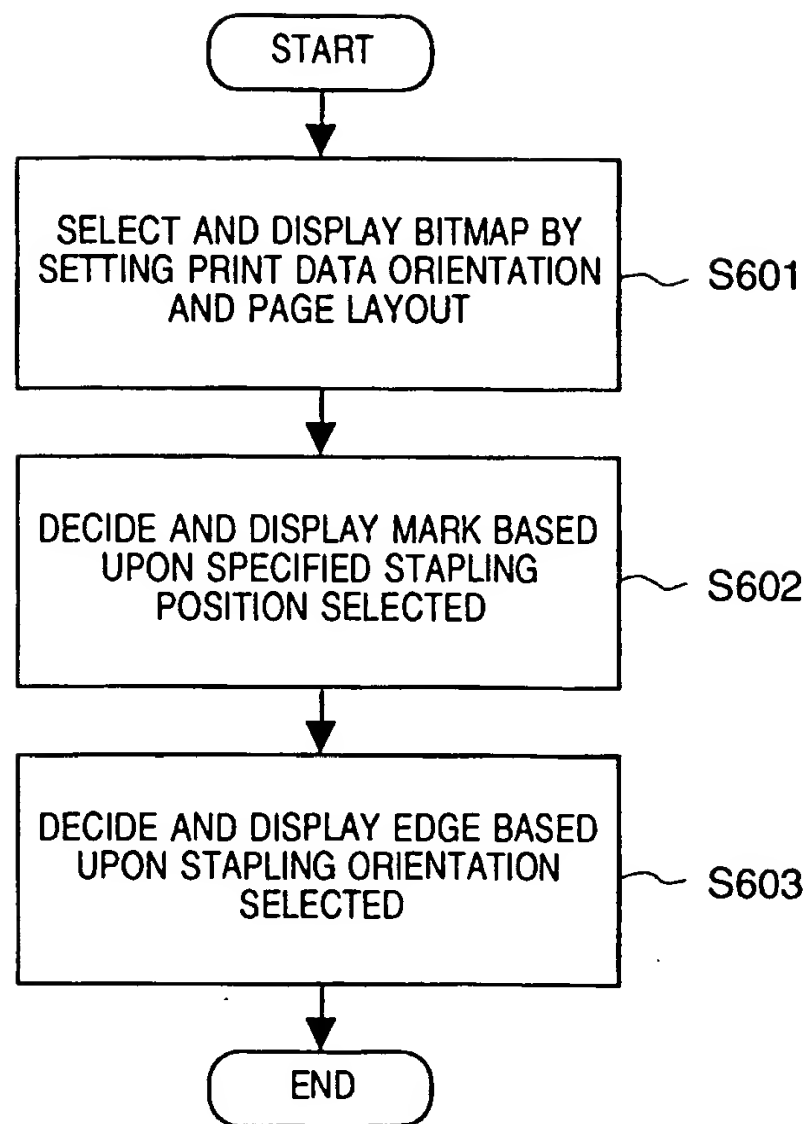 START
SELECT AND DISPLAY BITMAP BY
SETTING PRINT DATA ORIENTATION
AND PAGE LAYOUT
S601
DECIDE AND DISPLAY MARK BASED
UPON SPECIFIED STAPLING
POSITION SELECTED
S602
DECIDE AND DISPLAY EDGE BASED
UPON STAPLING ORIENTATION
SELECTED
S603
END